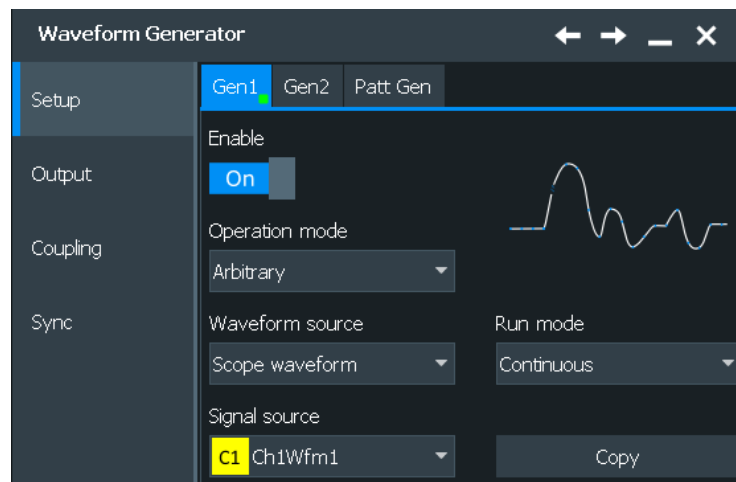 Waveform Generator
Setup
Output
Coupling
Sync
Gen1 Gen2 Patt Gen
Enable
On
Operation mode
Arbitrary
Waveform source Run mode
Scope waveform Continuous
Signal source
C1 Ch1Wfm1 Copy